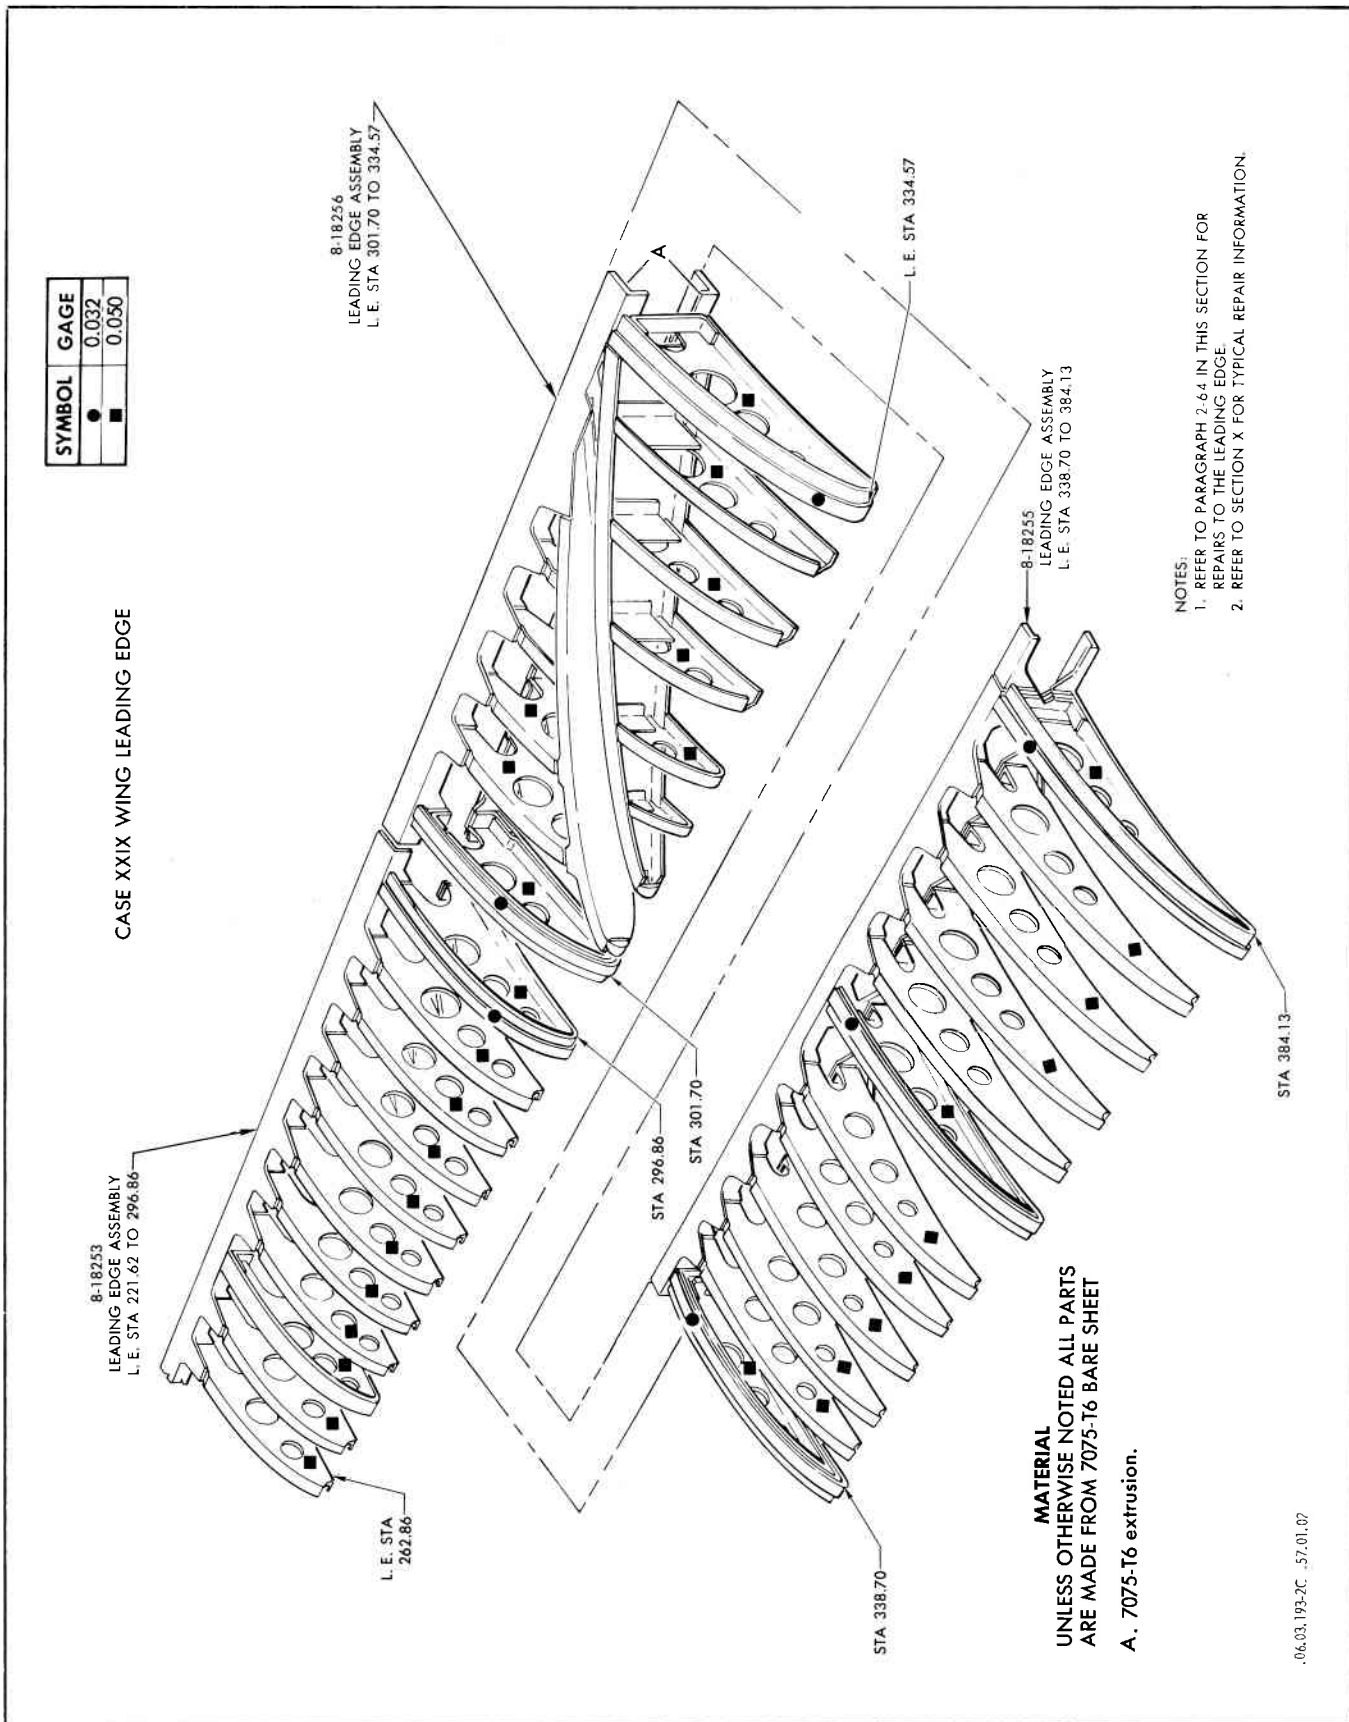 CASE XXIX WING LEADING EDGE
SYMBOL GAGE
● 0.032
■ 0.050
8-18253
LEADING EDGE ASSEMBLY
L. E. STA 221.62 TO 296.86
8-18256
LEADING EDGE ASSEMBLY
L. E. STA 301.70 TO 334.57
A
L. E. STA
262.86
STA 296.86
STA 301.70
L. E. STA 334.57
8-18255
LEADING EDGE ASSEMBLY
L. E. STA 338.70 TO 384.13
STA 338.70
STA 384.13
NOTES:
1. REFER TO PARAGRAPH 2-64 IN THIS SECTION FOR
REPAIRS TO THE LEADING EDGE.
2. REFER TO SECTION X FOR TYPICAL REPAIR INFORMATION.
MATERIAL
UNLESS OTHERWISE NOTED ALL PARTS
ARE MADE FROM 7075-T6 BARE SHEET
A. 7075-T6 extrusion.
.06.03.193-2C .57.01.02